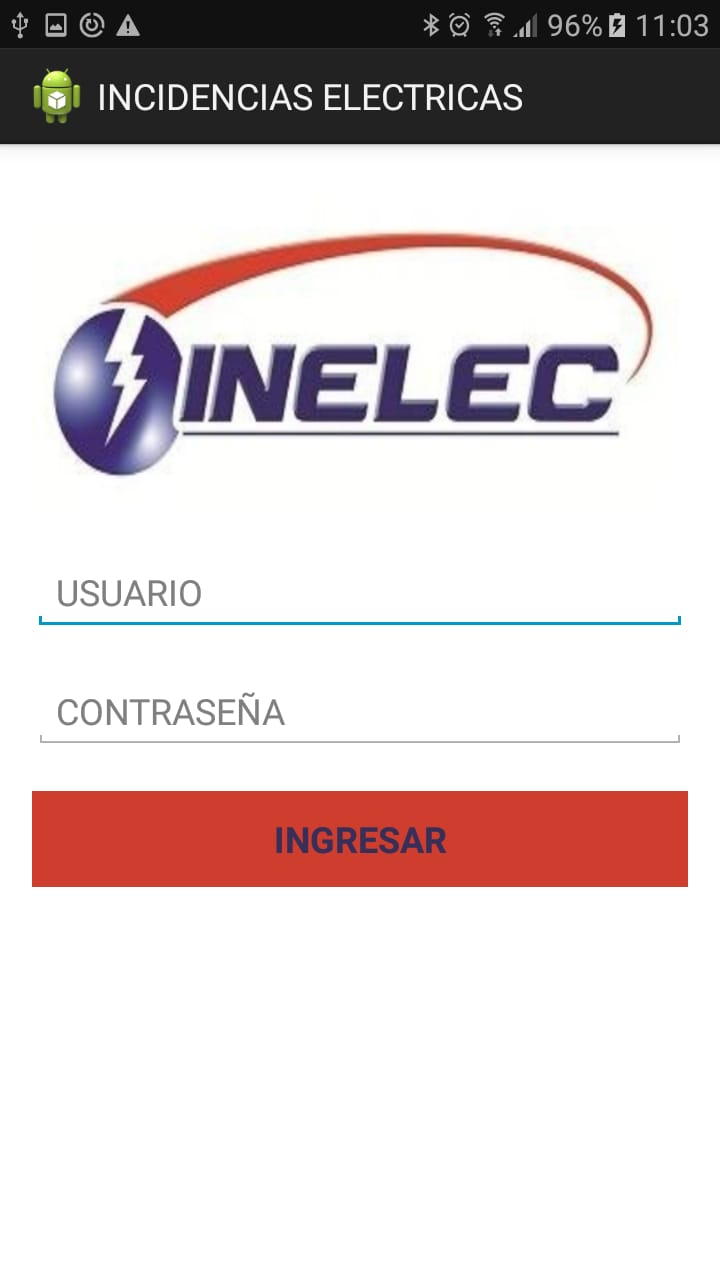 96% 11:03
INCIDENCIAS ELECTRICAS
INELEC
USUARIO
CONTRASEÑA
INGRESAR